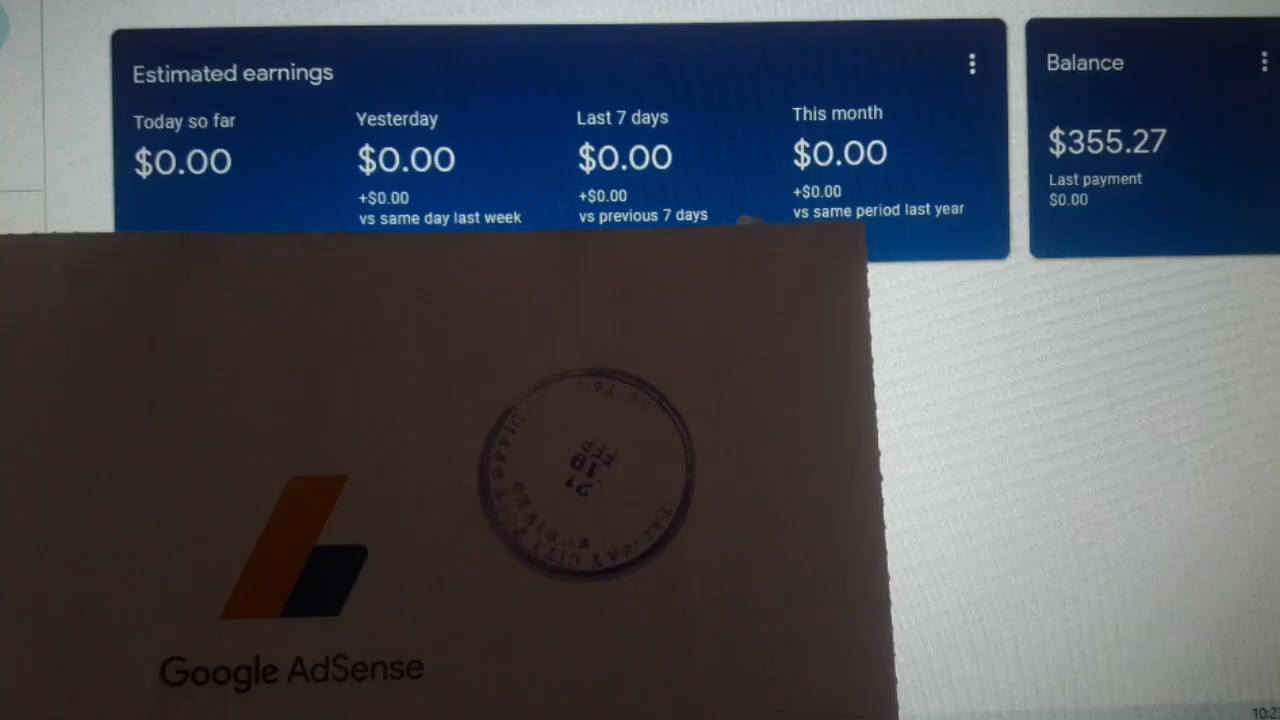 Estimated earnings
Today so far
$0.00
Yesterday
$0.00
+$0.00
vs same day last week
Last 7 days
$0.00
+$0.00
vs previous 7 days
This month
$0.00
+$0.00
vs same period last year
Balance
$355.27
Last payment
$0.00
Google AdSense
CITY